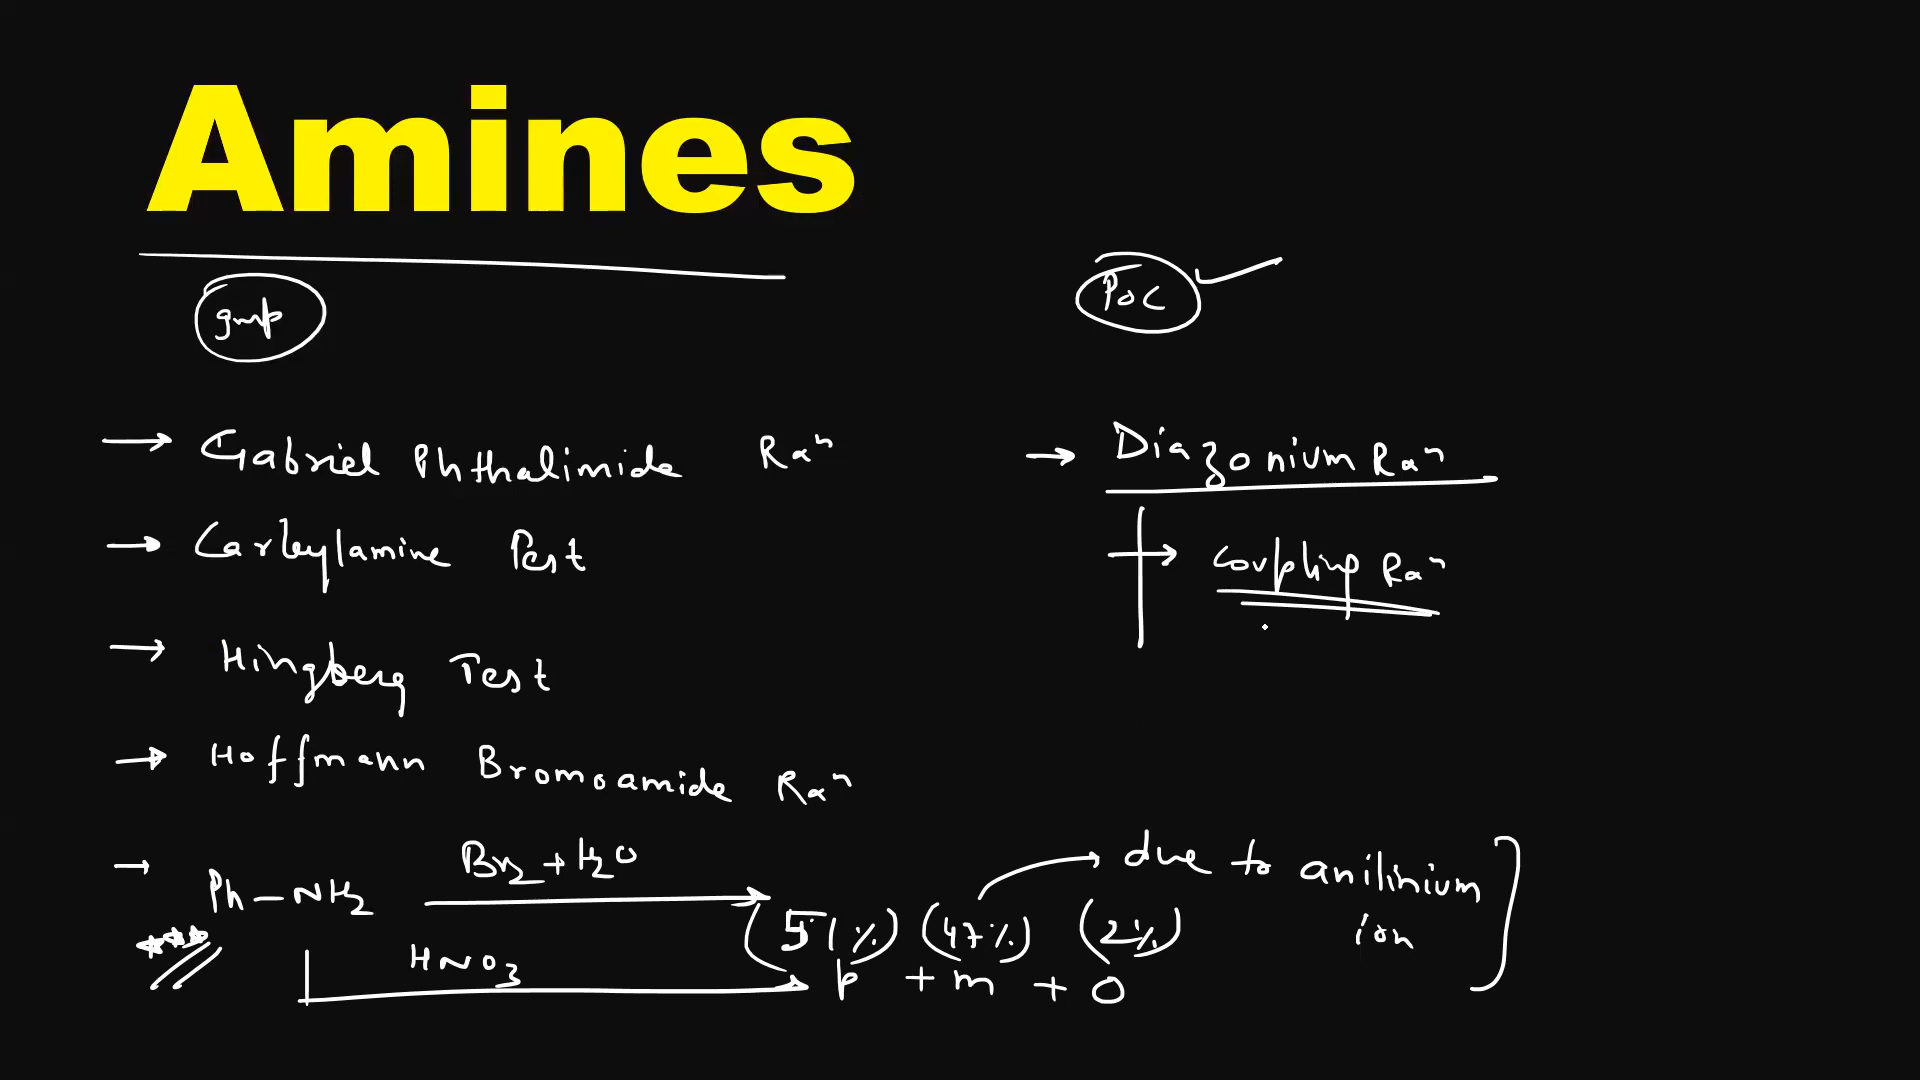 Amines
gmp
POC
→ Gabriel Phthalimide Rxⁿ
→ Carbylamine Test
→ Hingberg Test
→ Hoffmann Bromoamide Rxⁿ
→ Ph-NH₂ Br₂ + H₂O
HNO₃
(51%) (47%) (2%)
p + m + o
→ due to anilinium
ion
→ Diazonium Rxⁿ
→ Coupling Rxⁿ